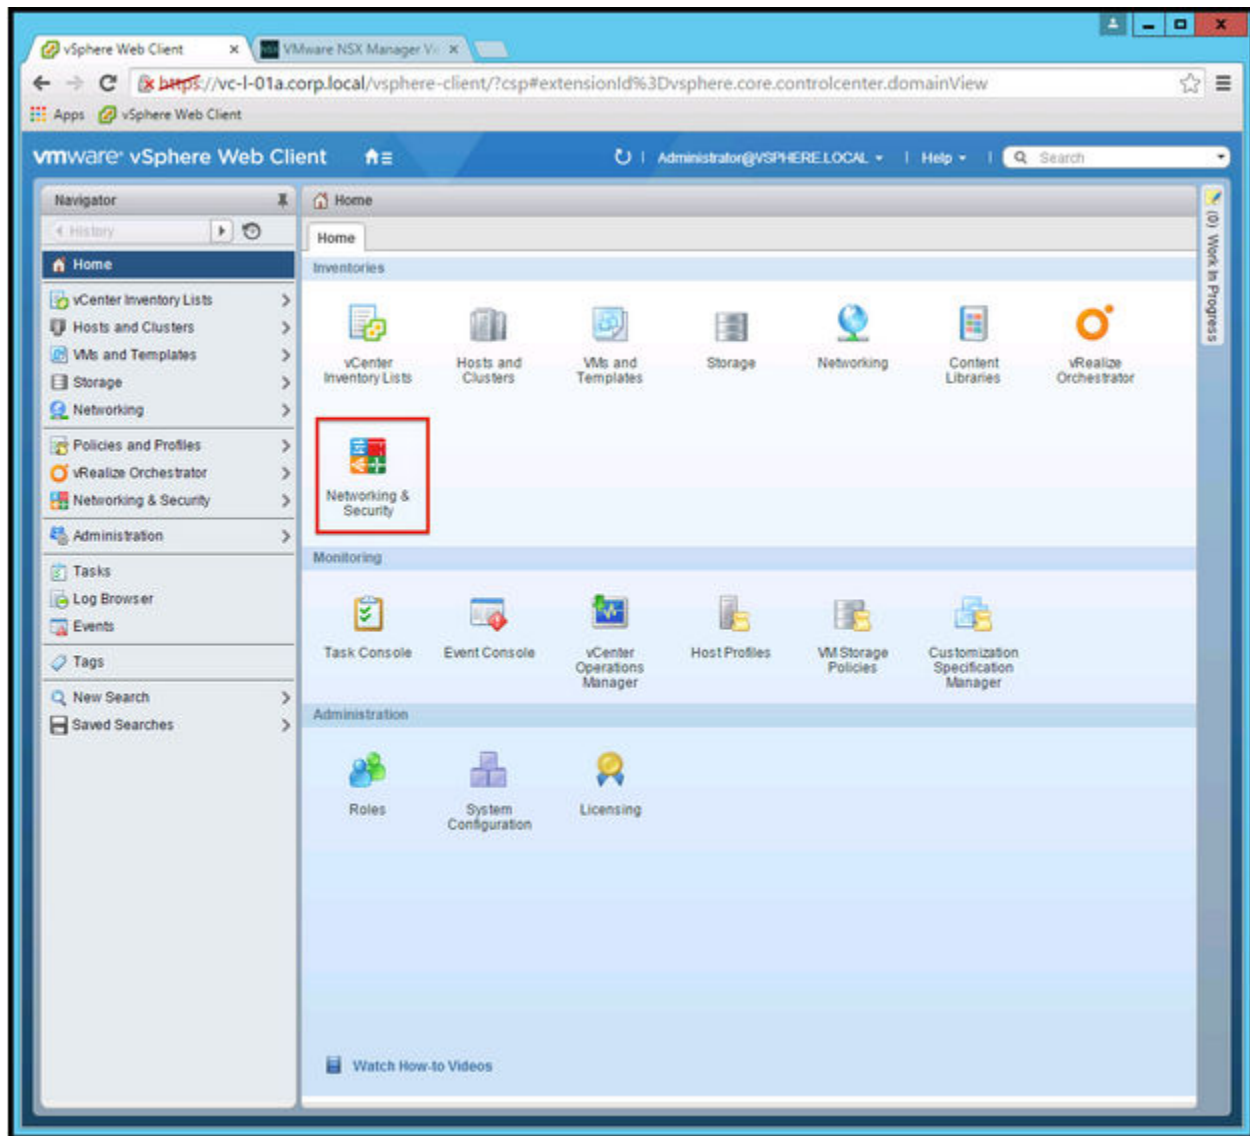 vSphere Web Client
VMware NSX Manager Vi
https://vc-l-01a.corp.local/vsphere-client/?csp#extensionId%3Dvsphere.core.controlcenter.domainView
Apps vSphere Web Client
vmware® vSphere Web Client
Administrator@VSPHERE.LOCAL
Help
Search
Navigator
History
Home
vCenter Inventory Lists
Hosts and Clusters
VMs and Templates
Storage
Networking
Policies and Profiles
vRealize Orchestrator
Networking & Security
Administration
Tasks
Log Browser
Events
Tags
New Search
Saved Searches
Home
Home
Inventories
vCenter
Inventory Lists
Hosts and
Clusters
VMs and
Templates
Storage
Networking
Content
Libraries
vRealize
Orchestrator
Networking &
Security
Monitoring
Task Console
Event Console
vCenter
Operations
Manager
Host Profiles
VM Storage
Policies
Customization
Specification
Manager
Administration
Roles
System
Configuration
Licensing
Watch How-to Videos
(0) Work In Progress